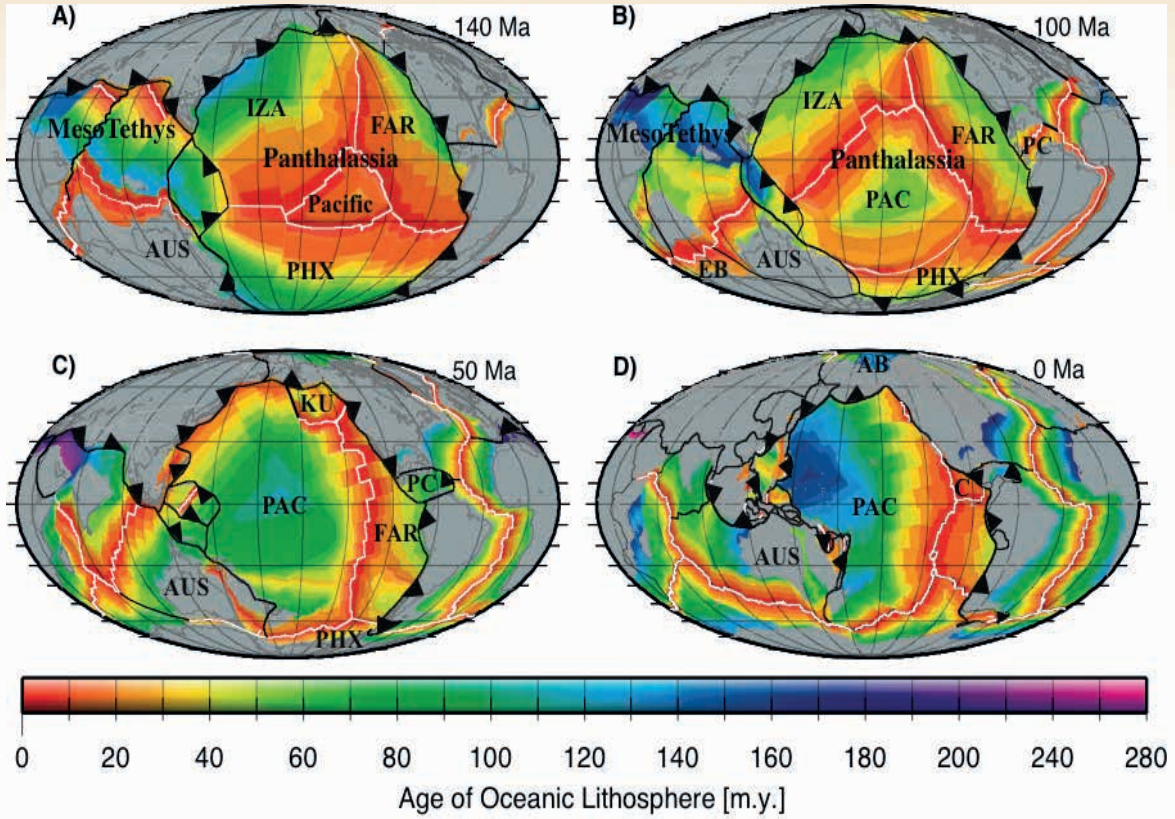 A)
140 Ma
IZA
FAR
MesoTethys
Panthalassia
Pacific
AUS
PHX
B)
100 Ma
IZA
MesoTethys
FAR
PC
Panthalassia
PAC
EB
AUS
PHX
C)
50 Ma
KU
PC
PAC
FAR
AUS
PHX
D)
0 Ma
AB
C
PAC
AUS
0 20 40 60 80 100 120 140 160 180 200 220 240 260 280
Age of Oceanic Lithosphere [m.y.]